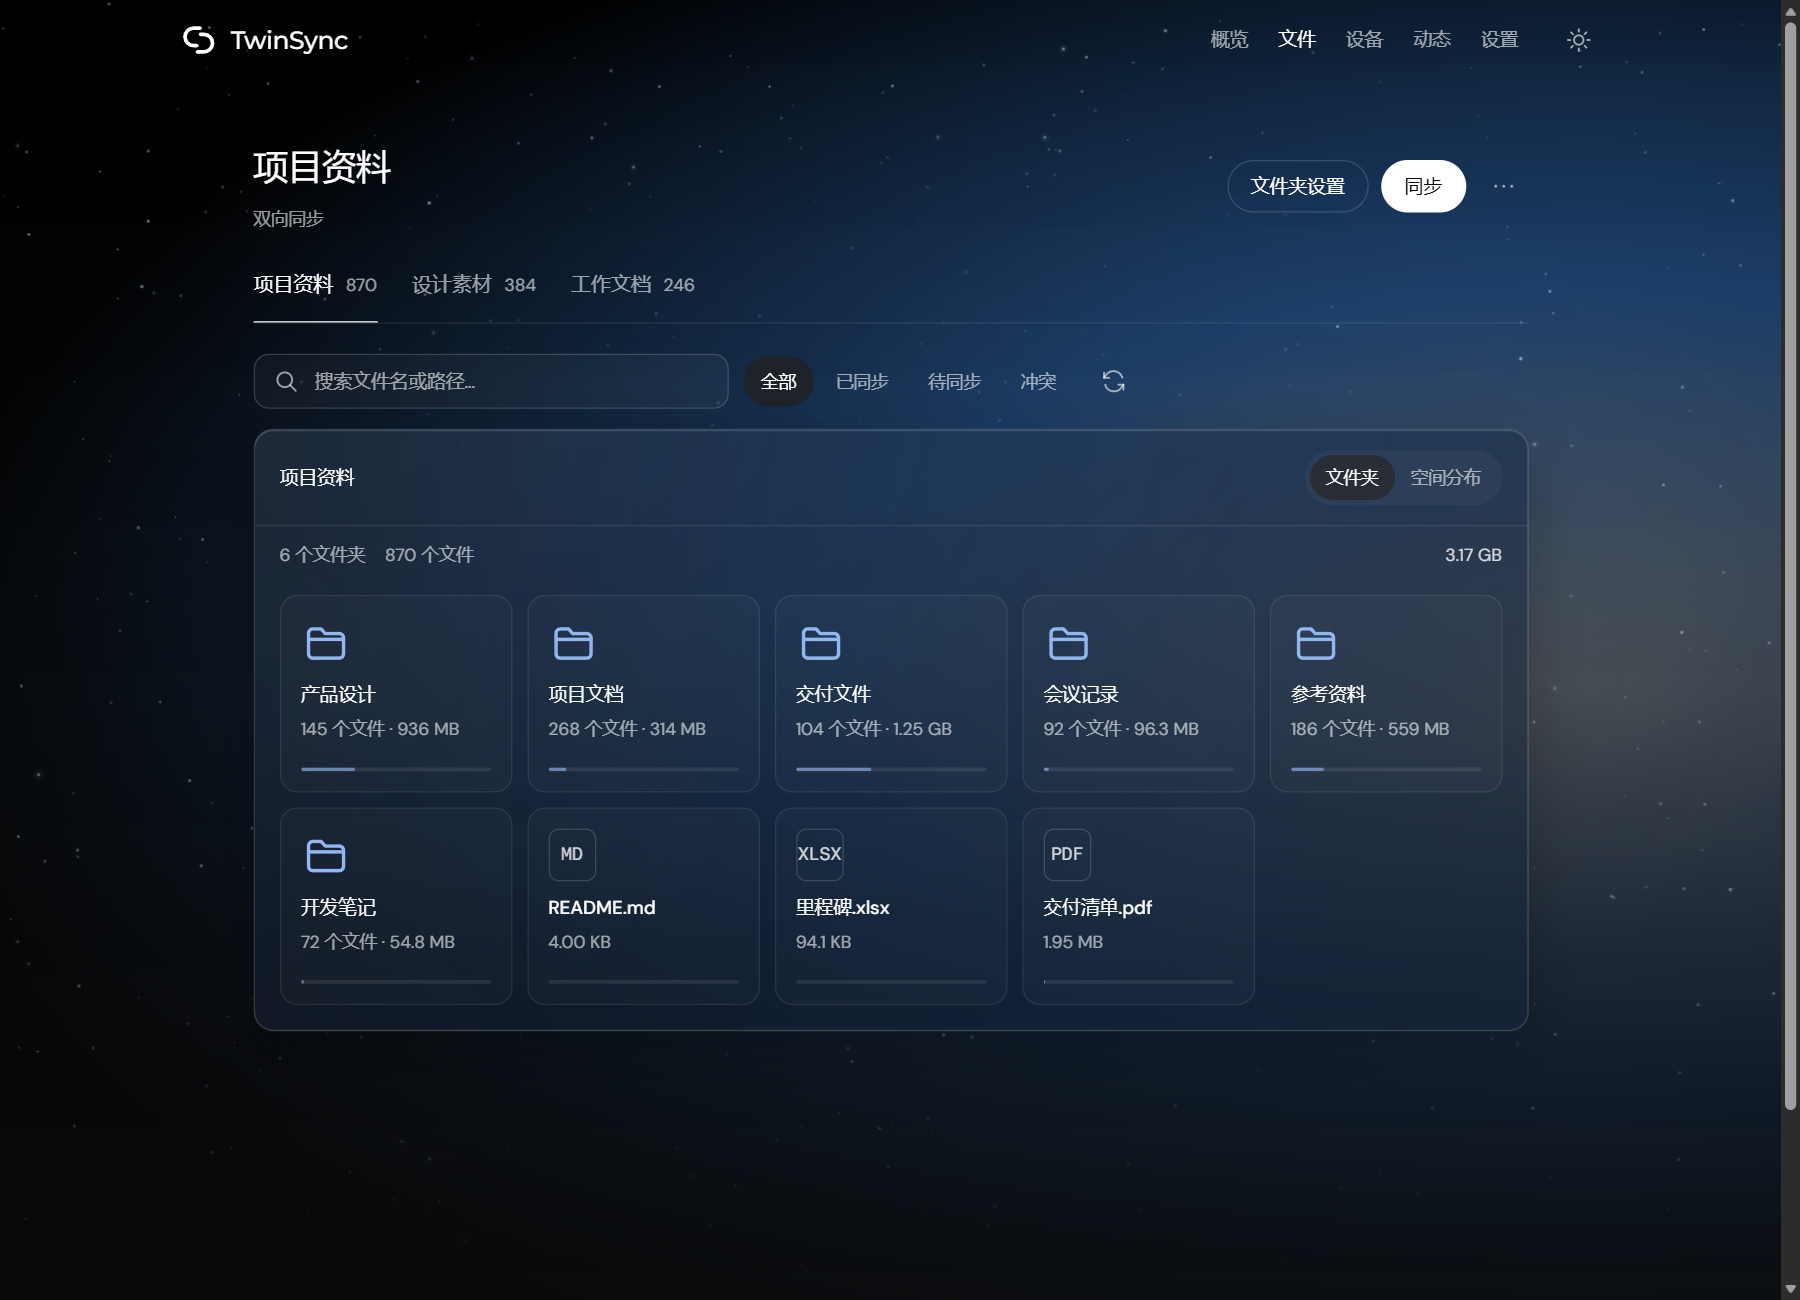 TwinSync
概览 文件 设备 动态 设置
项目资料
双向同步
文件夹设置 同步 ···
项目资料 870 设计素材 384 工作文档 246
搜索文件名或路径...
全部 已同步 待同步 冲突
项目资料
文件夹 空间分布
6 个文件夹 870 个文件
3.17 GB
产品设计
145 个文件 · 936 MB
项目文档
268 个文件 · 314 MB
交付文件
104 个文件 · 1.25 GB
会议记录
92 个文件 · 96.3 MB
参考资料
186 个文件 · 559 MB
开发笔记
72 个文件 · 54.8 MB
MD
README.md
4.00 KB
XLSX
里程碑.xlsx
94.1 KB
PDF
交付清单.pdf
1.95 MB